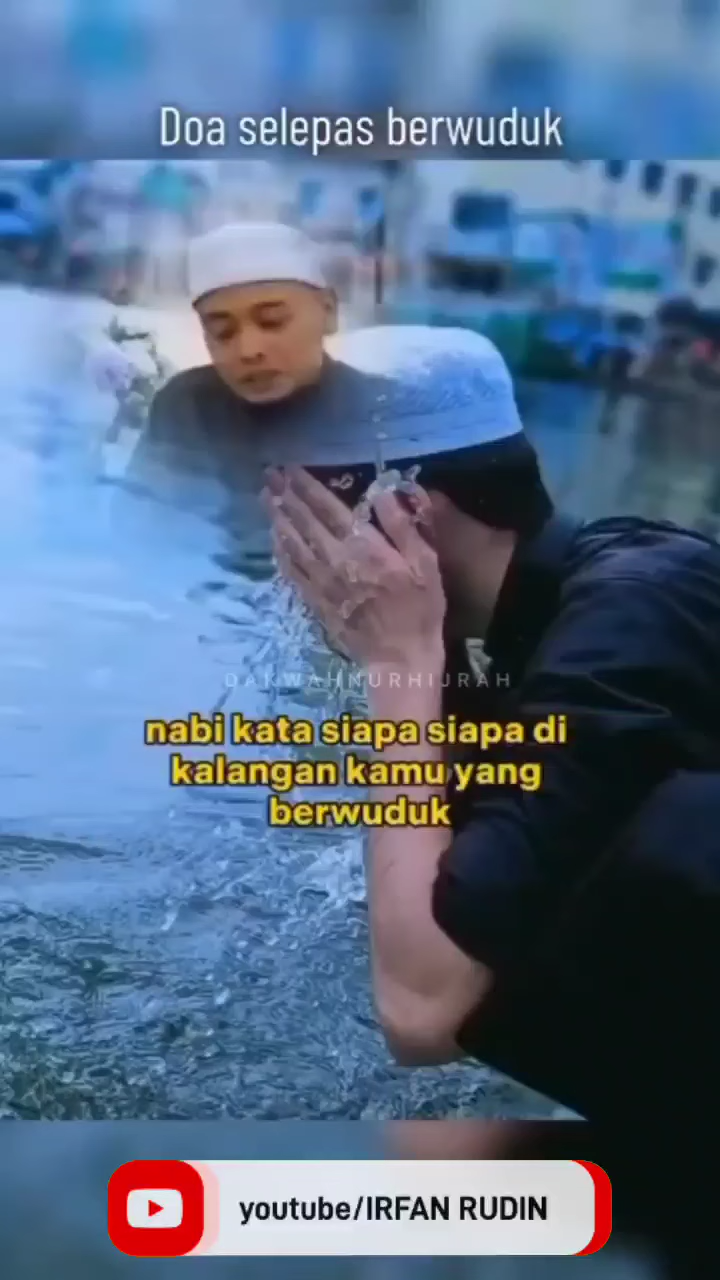 Doa selepas berwuduk
DAKWAHNURHIJRAH
nabi kata siapa siapa di
kalangan kamu yang
berwuduk
youtube/IRFAN RUDIN